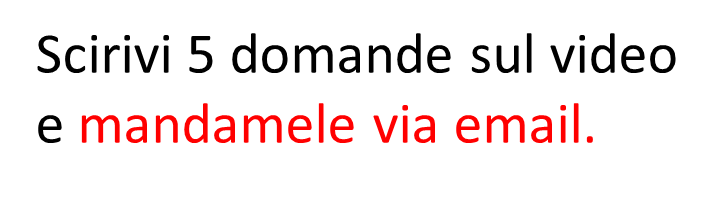 Scirivi 5 domande sul video
e mandamele via email.